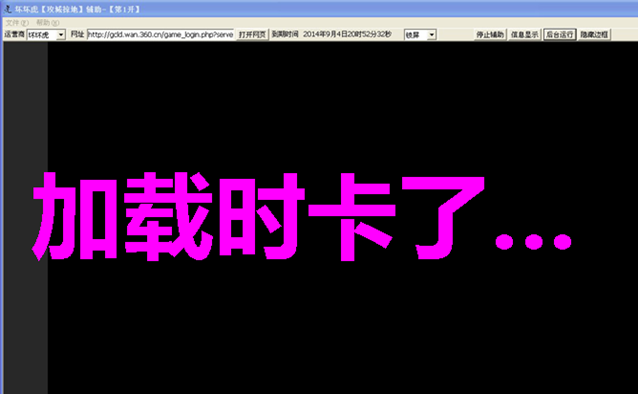 坏坏虎【攻城掠地】辅助-【第1开】
文件(F) 帮助(H)
运营商 坏坏虎 网址 http://gcld.wan.360.cn/game_login.php?serve 打开网页 到期时间 2014年9月4日20时52分32秒 锁屏 停止辅助 信息显示 后台运行 隐藏边框
加载时卡了...